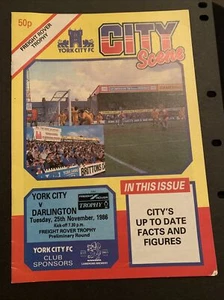 50p
FREIGHT ROVER
TROPHY
YORK CITY FC
CITY
Scene
YORK CITY
V
DARLINGTON
Tuesday, 25th November, 1986
Kick-off 7.30 p.m.
FREIGHT ROVER TROPHY
Preliminary Round
TROPHY
IN THIS ISSUE
CITY'S
UP TO DATE
FACTS AND
FIGURES
YORK CITY FC
CLUB
SPONSORS